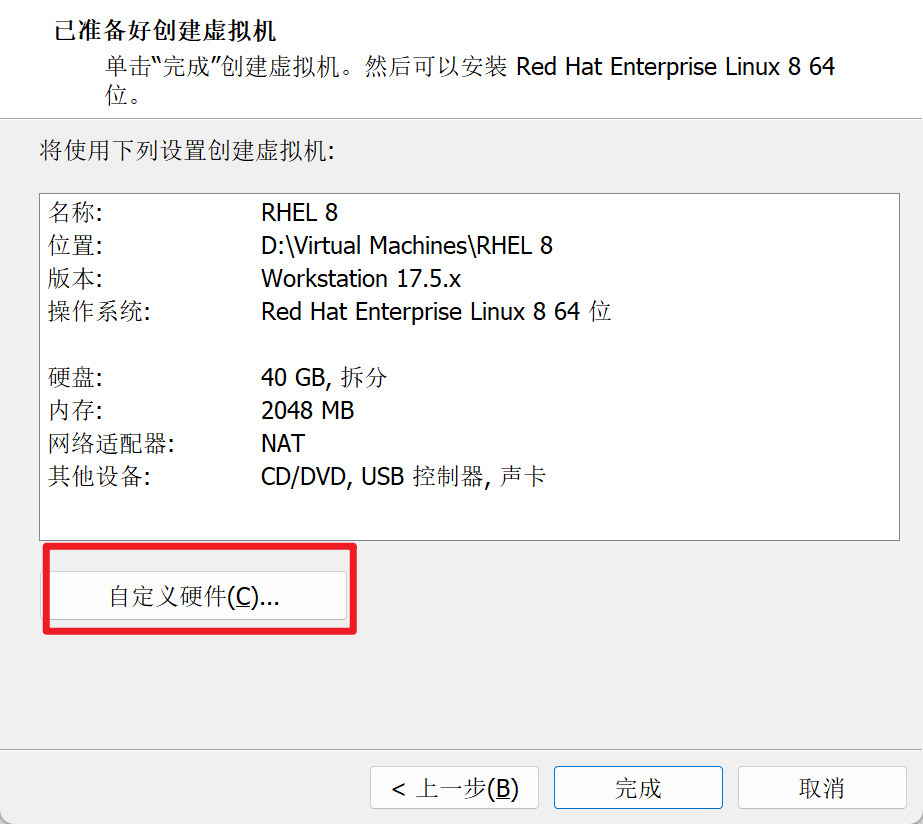 已准备好创建虚拟机
单击“完成”创建虚拟机。然后可以安装 Red Hat Enterprise Linux 8 64
位。
将使用下列设置创建虚拟机:
名称: RHEL 8
位置: D:\Virtual Machines\RHEL 8
版本: Workstation 17.5.x
操作系统: Red Hat Enterprise Linux 8 64 位
硬盘: 40 GB, 拆分
内存: 2048 MB
网络适配器: NAT
其他设备: CD/DVD, USB 控制器, 声卡
自定义硬件(C)...
< 上一步(B) 完成 取消